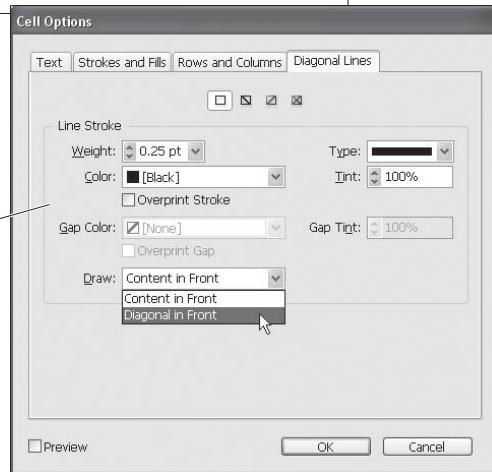 Cell Options
Text Strokes and Fills Rows and Columns Diagonal Lines
Line Stroke
Weight: 0.25 pt Type:
Color: [Black] Tint: 100%
Overprint Stroke
Gap Color: [None] Gap Tint: 100%
Overprint Gap
Draw: Content in Front
Content in Front
Diagonal in Front
Preview OK Cancel